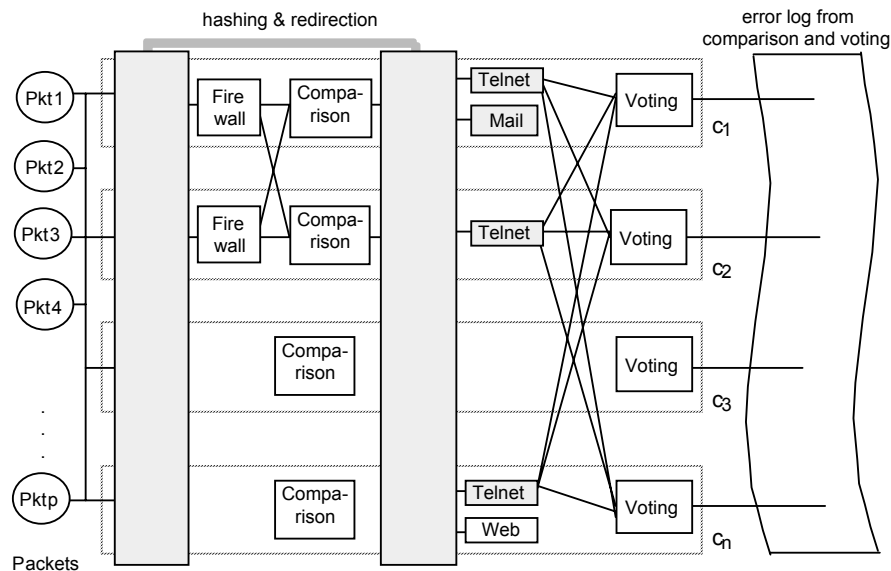 hashing & redirection
error log from
comparison and voting
Pkt1
Fire
wall
Compa-
rison
Telnet
Mail
Voting
c1
Pkt2
Pkt3
Fire
wall
Compa-
rison
Telnet
Voting
c2
Pkt4
Compa-
rison
Voting
c3
.
.
.
Pktp
Compa-
rison
Telnet
Web
Voting
cn
Packets